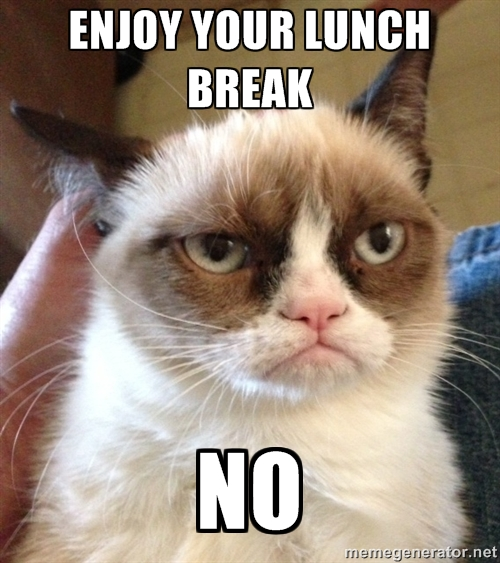 ENJOY YOUR LUNCH
BREAK
NO
memegenerator.net